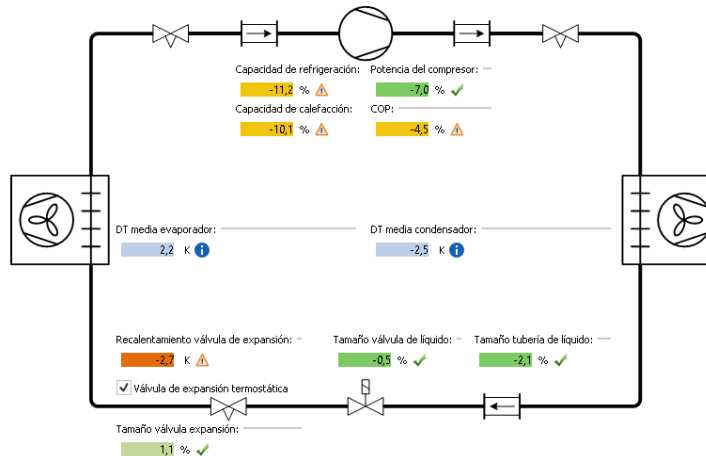 Capacidad de refrigeración: Potencia del compresor:
-11,2 % -7,0 %
Capacidad de calefacción: COP:
-10,1 % -4,5 %
DT media evaporador: DT media condensador:
2,2 K -2,5 K
Recalentamiento válvula de expansión: Tamaño válvula de líquido: Tamaño tubería de líquido:
-2,7 K -0,5 % -2,1 %
Válvula de expansión termostática
Tamaño válvula expansión:
1,1 %